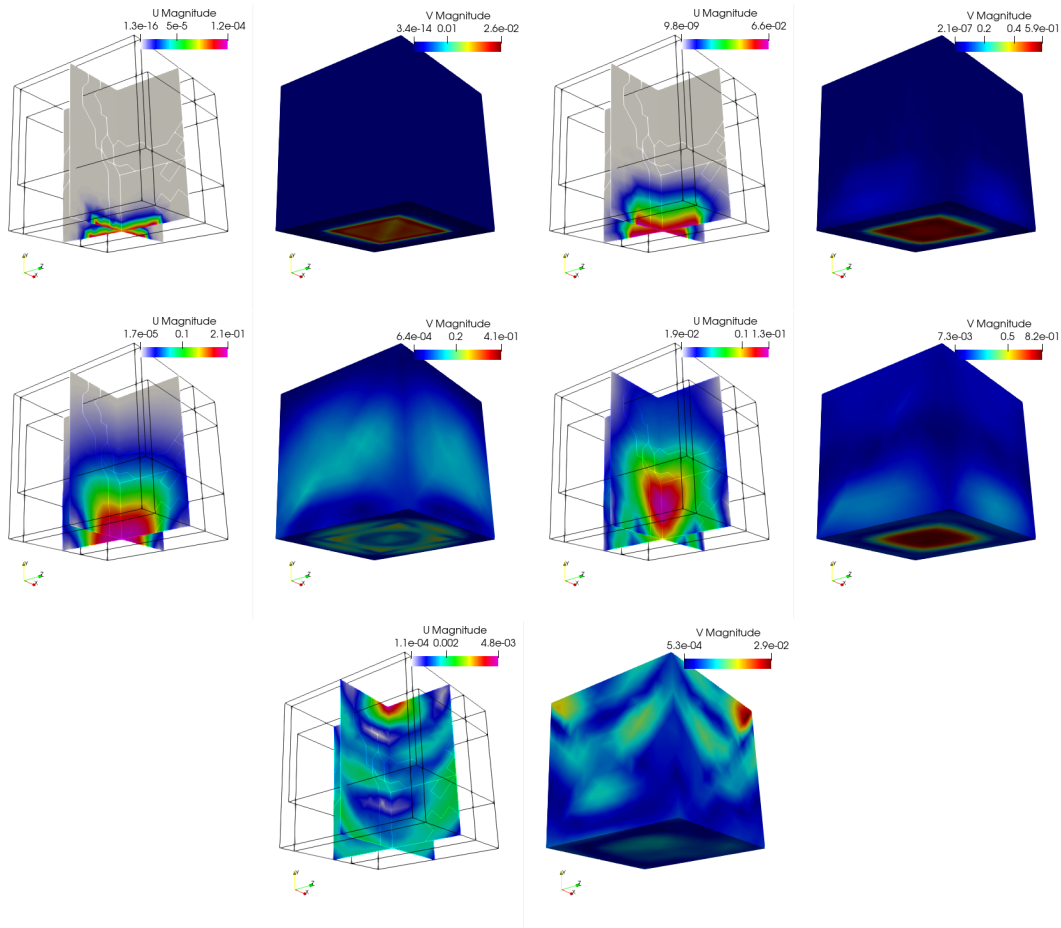 U Magnitude
1.3e-16 5e-5 1.2e-04
V Magnitude
3.4e-14 0.01 2.6e-02
U Magnitude
9.8e-09 6.6e-02
V Magnitude
2.1e-07 0.2 0.4 5.9e-01
Y Z X
Y Z X
Y Z X
Y Z X
U Magnitude
1.7e-05 0.1 2.1e-01
V Magnitude
6.4e-04 0.2 4.1e-01
U Magnitude
1.9e-02 0.1 1.3e-01
V Magnitude
7.3e-03 0.5 8.2e-01
Y Z X
Y Z X
Y Z X
Y Z X
U Magnitude
1.1e-04 0.002 4.8e-03
V Magnitude
5.3e-04 2.9e-02
Y Z X
Y Z X